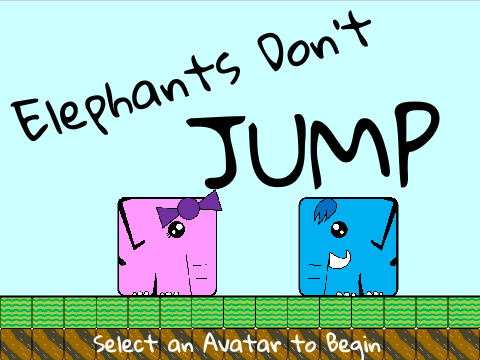 Elephants Don't
JUMP
Select an Avatar to Begin